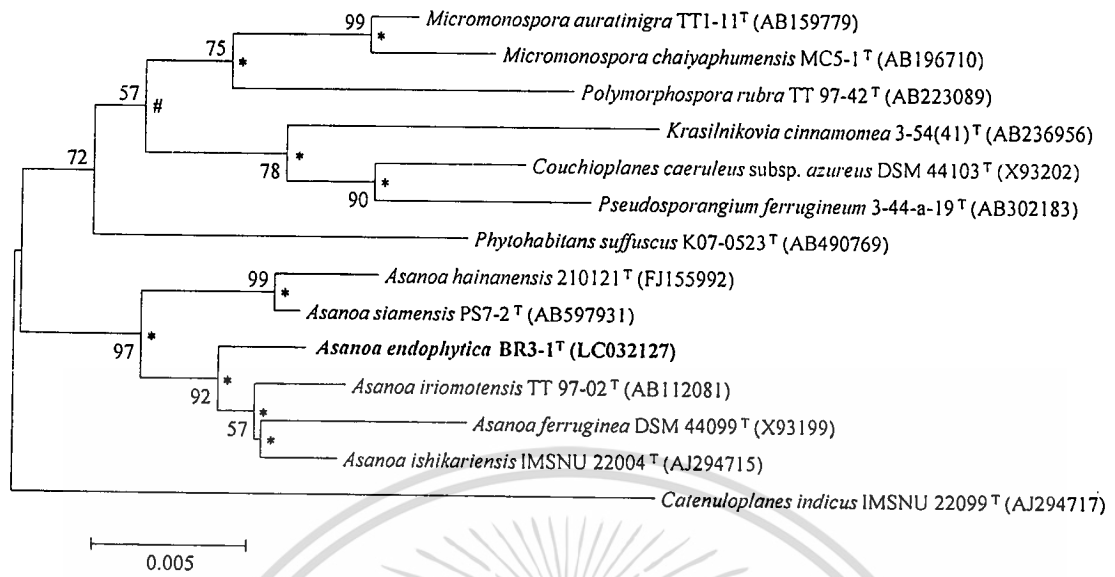 99 Micromonospora auratinigra TT1-11ᵀ (AB159779)
75 * *
Micromonospora chaiyaphumensis MC5-1ᵀ (AB196710)
57 #
Polymorphospora rubra TT 97-42ᵀ (AB223089)
Krasilnikovia cinnamomea 3-54(41)ᵀ (AB236956)
72 78 *
Couchioplanes caeruleus subsp. azureus DSM 44103ᵀ (X93202)
90 *
Pseudosporangium ferrugineum 3-44-a-19ᵀ (AB302183)
Phytohabitans suffuscus K07-0523ᵀ (AB490769)
99 * Asanoa hainanensis 210121ᵀ (FJ155992)
Asanoa siamensis PS7-2ᵀ (AB597931)
97 *
Asanoa endophytica BR3-1ᵀ (LC032127)
92 *
Asanoa iriomotensis TT 97-02ᵀ (AB112081)
57 *
Asanoa ferruginea DSM 44099ᵀ (X93199)
*
Asanoa ishikariensis IMSNU 22004ᵀ (AJ294715)
Catenuloplanes indicus IMSNU 22099ᵀ (AJ294717)
0.005